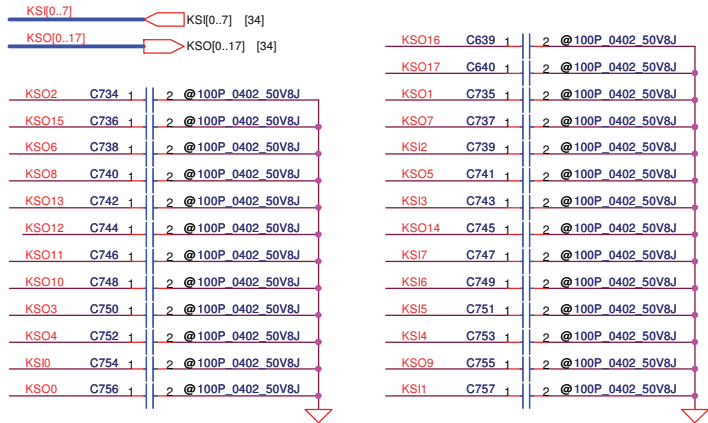 KSI[0..7] KSI[0..7] [34]
KSO[0..17] KSO[0..17] [34]
KSO2 C734 1 2 @100P_0402_50V8J
KSO15 C736 1 2 @100P_0402_50V8J
KSO6 C738 1 2 @100P_0402_50V8J
KSO8 C740 1 2 @100P_0402_50V8J
KSO13 C742 1 2 @100P_0402_50V8J
KSO12 C744 1 2 @100P_0402_50V8J
KSO11 C746 1 2 @100P_0402_50V8J
KSO10 C748 1 2 @100P_0402_50V8J
KSO3 C750 1 2 @100P_0402_50V8J
KSO4 C752 1 2 @100P_0402_50V8J
KSI0 C754 1 2 @100P_0402_50V8J
KSO0 C756 1 2 @100P_0402_50V8J
KSO16 C639 1 2 @100P_0402_50V8J
KSO17 C640 1 2 @100P_0402_50V8J
KSO1 C735 1 2 @100P_0402_50V8J
KSO7 C737 1 2 @100P_0402_50V8J
KSI2 C739 1 2 @100P_0402_50V8J
KSO5 C741 1 2 @100P_0402_50V8J
KSI3 C743 1 2 @100P_0402_50V8J
KSO14 C745 1 2 @100P_0402_50V8J
KSI7 C747 1 2 @100P_0402_50V8J
KSI6 C749 1 2 @100P_0402_50V8J
KSI5 C751 1 2 @100P_0402_50V8J
KSI4 C753 1 2 @100P_0402_50V8J
KSO9 C755 1 2 @100P_0402_50V8J
KSI1 C757 1 2 @100P_0402_50V8J